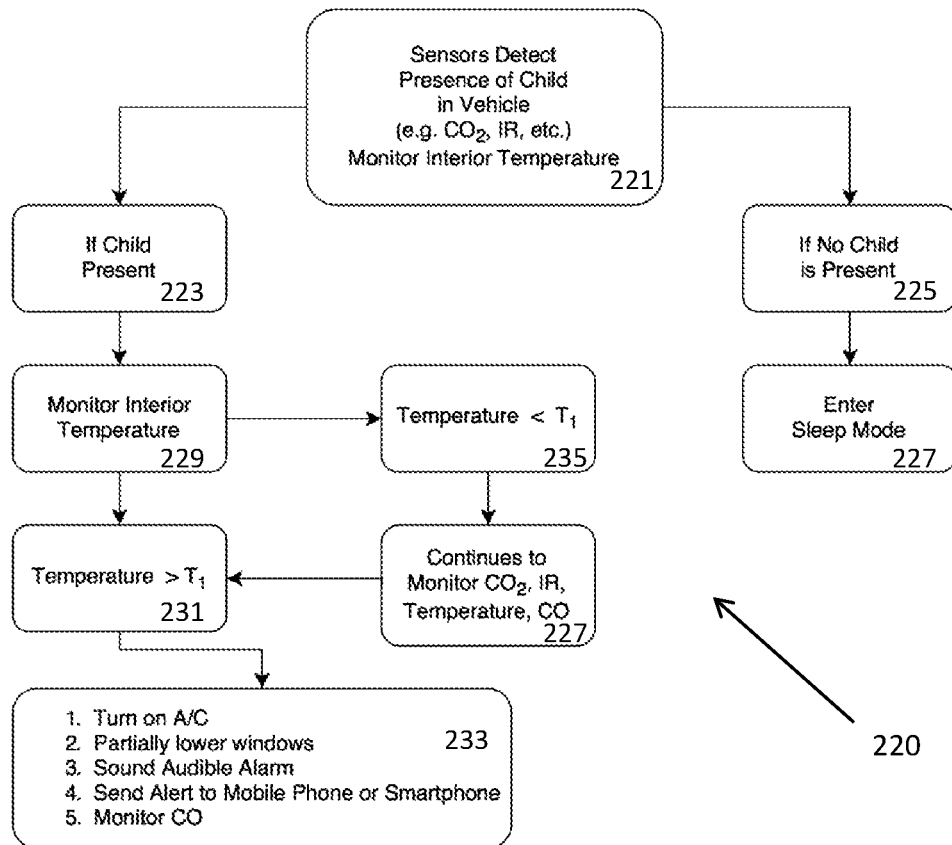 Sensors Detect
Presence of Child
in Vehicle
(e.g. CO₂, IR, etc.)
Monitor Interior Temperature
221
If Child
Present
223
If No Child
is Present
225
Monitor Interior
Temperature
229
Temperature < T₁
235
Enter
Sleep Mode
227
Temperature > T₁
231
Continues to
Monitor CO₂, IR,
Temperature, CO
227
1. Turn on A/C
2. Partially lower windows
3. Sound Audible Alarm
4. Send Alert to Mobile Phone or Smartphone
5. Monitor CO
233
220